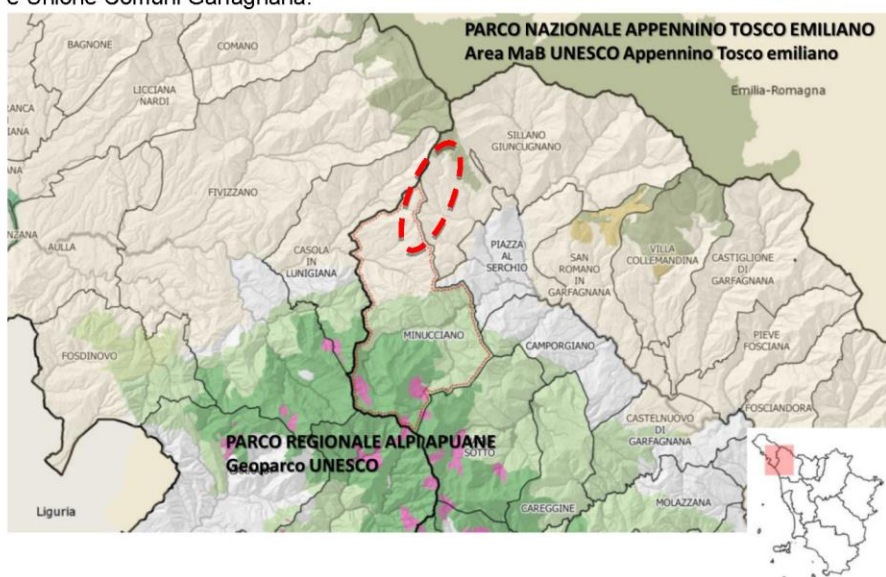 e Unione Comuni Garfagnana.
PARCO NAZIONALE APPENNINO TOSCO EMILIANO
Area MaB UNESCO Appennino Tosco emiliano
BAGNONE
COMANO
Emilia-Romagna
LICCIANA
NARDI
SILLANO
GIUNCUGNANO
FIVIZZANO
AULLA
CASOLA
IN
LUNIGIANA
PIAZZA
AL
SERCHIO
SAN
ROMANO
IN
GARFAGNANA
VILLA
COLLEMANDINA
CASTIGLIONE
DI
GARFAGNANA
MINUCCIANO
FOSDINOVO
CAMPORGIANO
PIEVE
FOSCIANA
FOSCIANDORA
CASTELNUOVO
DI
GARFAGNANA
PARCO REGIONALE ALPI APUANE
Geoparco UNESCO
SOTTO
Liguria
CAREGGINE
MOLAZZANA